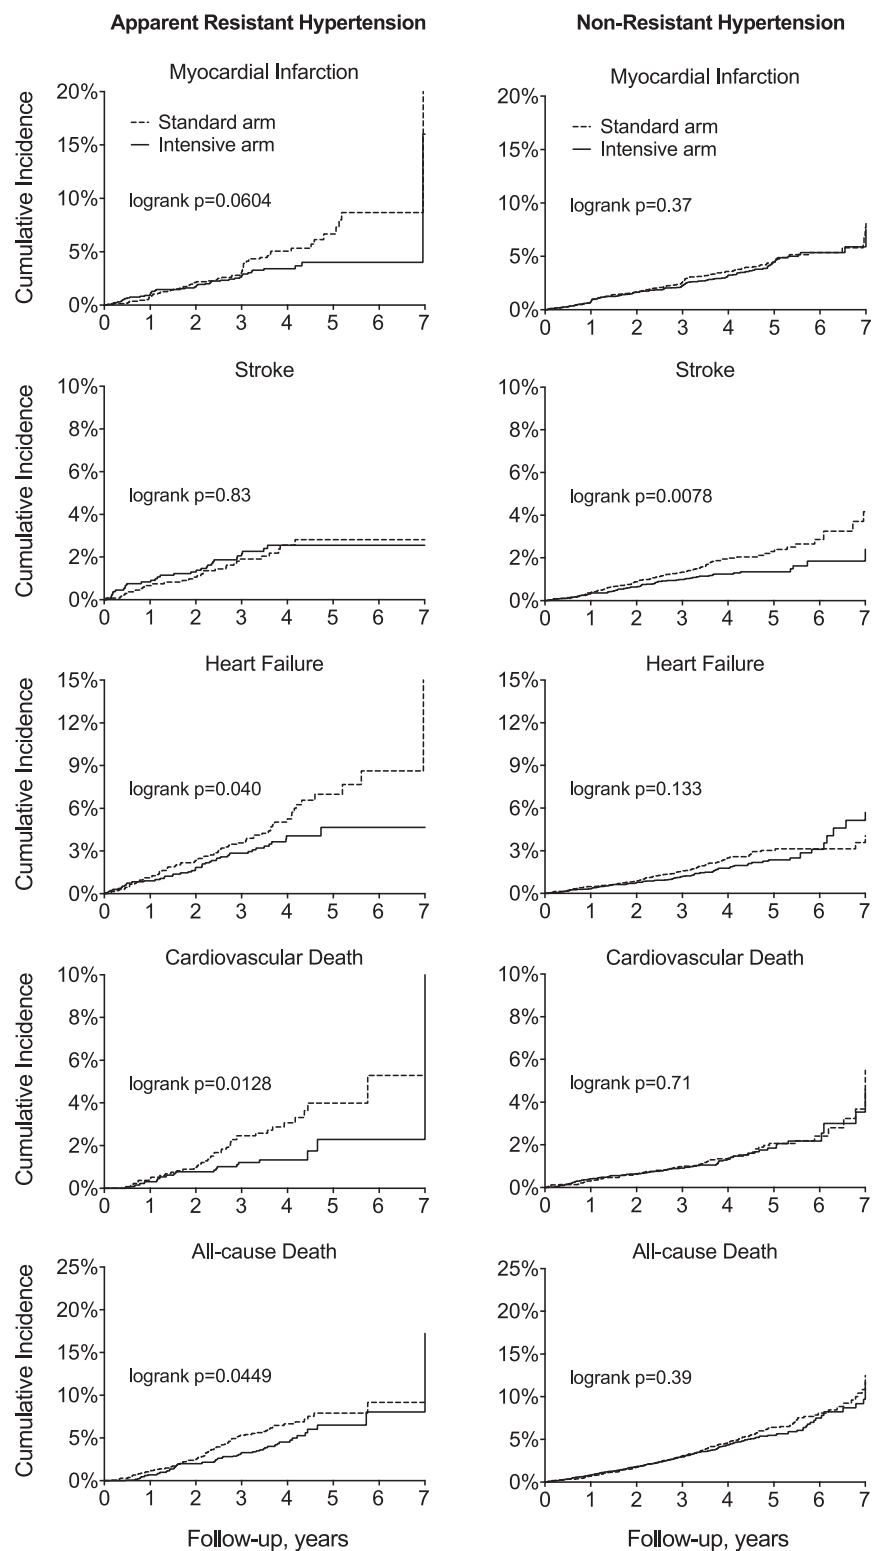 Apparent Resistant Hypertension
Non-Resistant Hypertension
Myocardial Infarction
Cumulative Incidence
20%
15%
10%
5%
0%
Standard arm
Intensive arm
logrank p=0.0604
0 1 2 3 4 5 6 7
Myocardial Infarction
20%
15%
10%
5%
0%
Standard arm
Intensive arm
logrank p=0.37
0 1 2 3 4 5 6 7
Stroke
Cumulative Incidence
10%
8%
6%
4%
2%
0%
logrank p=0.83
0 1 2 3 4 5 6 7
Stroke
10%
8%
6%
4%
2%
0%
logrank p=0.0078
0 1 2 3 4 5 6 7
Heart Failure
Cumulative Incidence
15%
12%
9%
6%
3%
0%
logrank p=0.040
0 1 2 3 4 5 6 7
Heart Failure
15%
12%
9%
6%
3%
0%
logrank p=0.133
0 1 2 3 4 5 6 7
Cardiovascular Death
Cumulative Incidence
10%
8%
6%
4%
2%
0%
logrank p=0.0128
0 1 2 3 4 5 6 7
Cardiovascular Death
10%
8%
6%
4%
2%
0%
logrank p=0.71
0 1 2 3 4 5 6 7
All-cause Death
Cumulative Incidence
25%
20%
15%
10%
5%
0%
logrank p=0.0449
0 1 2 3 4 5 6 7
Follow-up, years
All-cause Death
25%
20%
15%
10%
5%
0%
logrank p=0.39
0 1 2 3 4 5 6 7
Follow-up, years